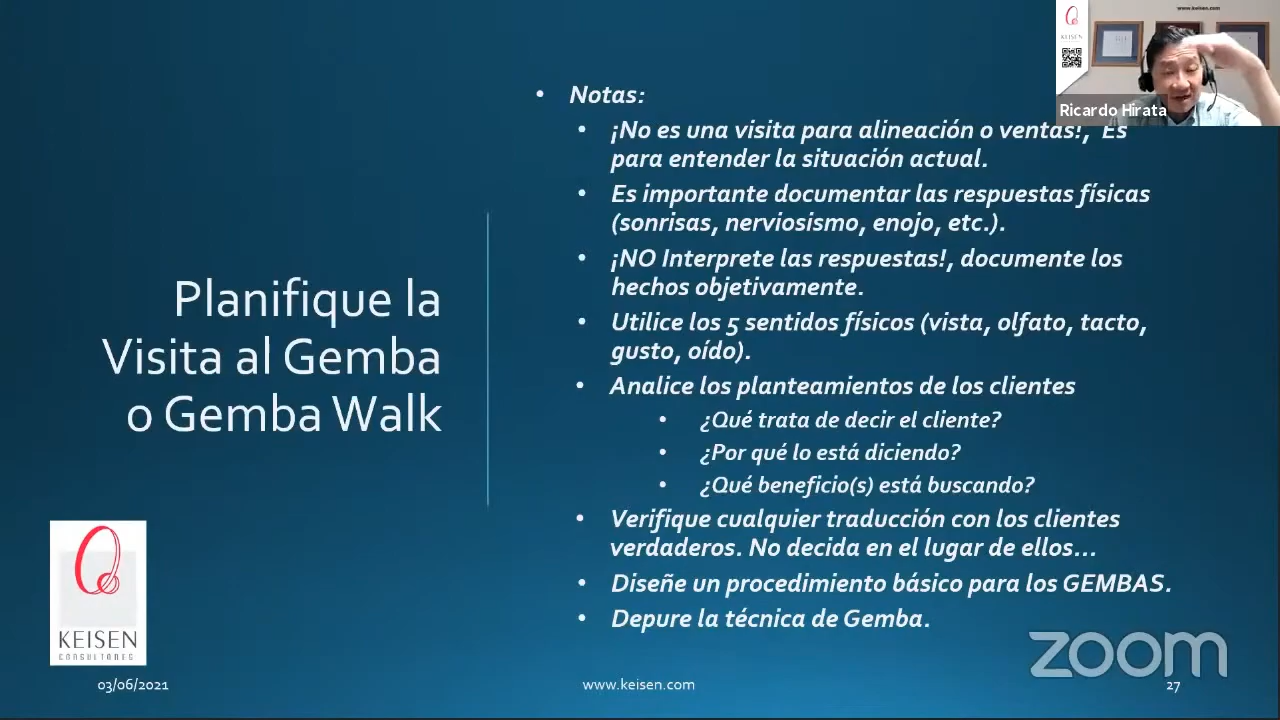 www.keisen.com
KEISEN
Ricardo Hirata
Planifique la
Visita al Gemba
o Gemba Walk
• Notas:
• ¡No es una visita para alineación o ventas!, Es
para entender la situación actual.
• Es importante documentar las respuestas físicas
(sonrisas, nerviosismo, enojo, etc.).
• ¡NO Interprete las respuestas!, documente los
hechos objetivamente.
• Utilice los 5 sentidos físicos (vista, olfato, tacto,
gusto, oído).
• Analice los planteamientos de los clientes
• ¿Qué trata de decir el cliente?
• ¿Por qué lo está diciendo?
• ¿Qué beneficio(s) está buscando?
• Verifique cualquier traducción con los clientes
verdaderos. No decida en el lugar de ellos...
• Diseñe un procedimiento básico para los GEMBAS.
• Depure la técnica de Gemba.
KEISEN
CONSULTORES
zoom
03/06/2021
www.keisen.com
27